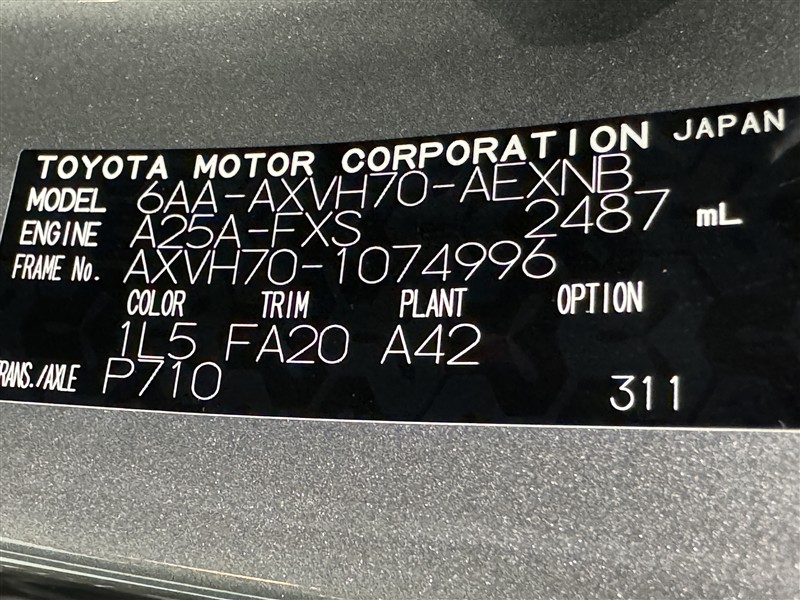 TOYOTA MOTOR CORPORATION JAPAN
MODEL 6AA-AXVH70-AEXNB
ENGINE A25A-FXS 2487 mL
FRAME No. AXVH70-1074996
COLOR TRIM PLANT OPTION
1L5 FA20 A42
TRANS./AXLE P710 311